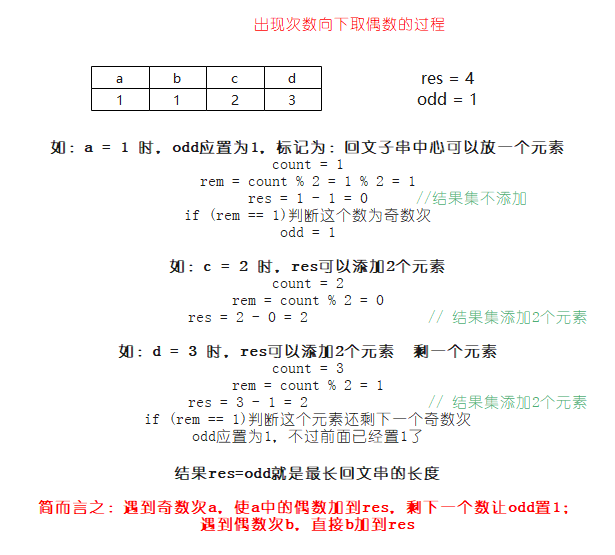 出现次数向下取偶数的过程
a b c d
1 1 2 3
res = 4
odd = 1
如：a = 1 时，odd应置为1，标记为：回文子串中心可以放一个元素
count = 1
rem = count % 2 = 1 % 2 = 1
res = 1 - 1 = 0 //结果集不添加
if (rem == 1)判断这个数为奇数次
odd = 1
如：c = 2 时，res可以添加2个元素
count = 2
rem = count % 2 = 0
res = 2 - 0 = 2 // 结果集添加2个元素
如：d = 3 时，res可以添加2个元素 剩一个元素
count = 3
rem = count % 2 = 1
res = 3 - 1 = 2 // 结果集添加2个元素
if (rem == 1)判断这个元素还剩下一个奇数次
odd应置为1，不过前面已经置1了
结果res=odd就是最长回文串的长度
简而言之：遇到奇数次a，使a中的偶数加到res，剩下一个数让odd置1；
遇到偶数次b，直接b加到res